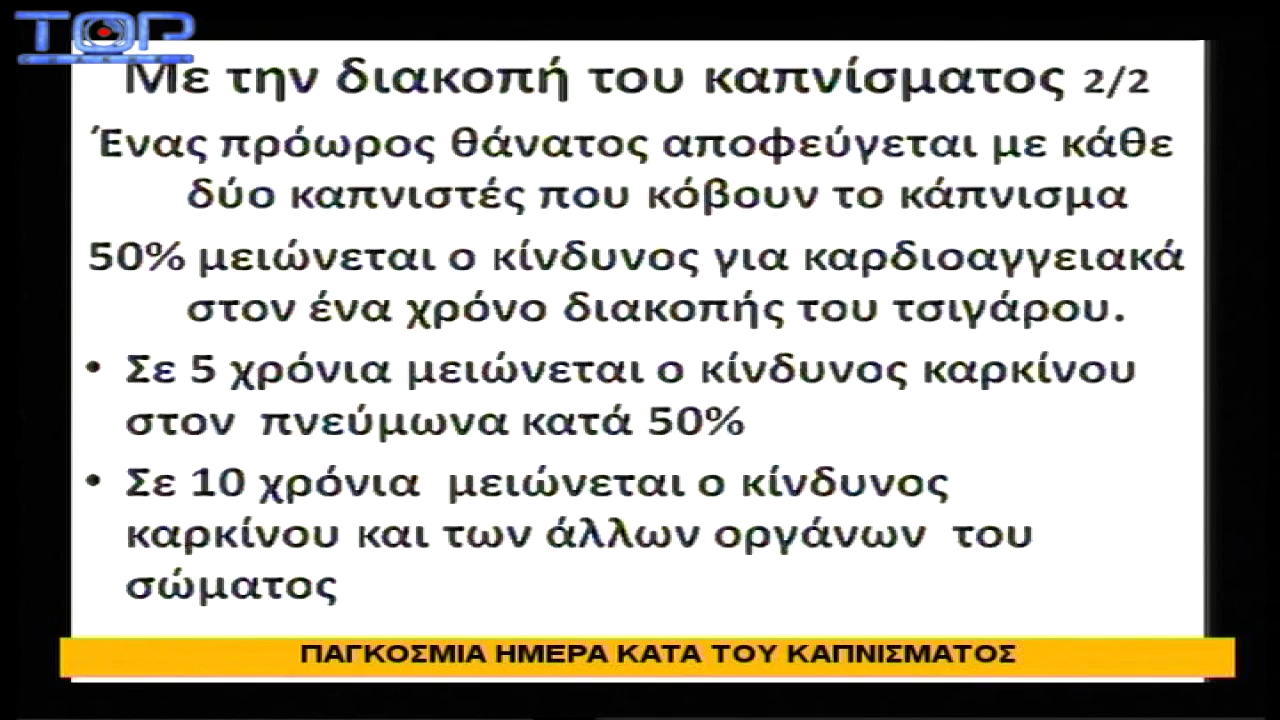 TOP
Με την διακοπή του καπνίσματος 2/2
Ένας πρόωρος θάνατος αποφεύγεται με κάθε
δύο καπνιστές που κόβουν το κάπνισμα
50% μειώνεται ο κίνδυνος για καρδιοαγγειακά
στον ένα χρόνο διακοπής του τσιγάρου.
• Σε 5 χρόνια μειώνεται ο κίνδυνος καρκίνου
στον πνεύμωνα κατά 50%
• Σε 10 χρόνια μειώνεται ο κίνδυνος
καρκίνου και των άλλων οργάνων του
σώματος
ΠΑΓΚΟΣΜΙΑ ΗΜΕΡΑ ΚΑΤΑ ΤΟΥ ΚΑΠΝΙΣΜΑΤΟΣ